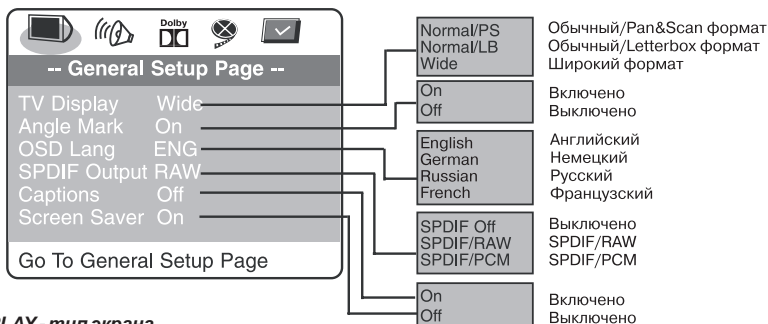 Dolby
-- General Setup Page --
TV Display Wide
Angle Mark On
OSD Lang ENG
SPDIF Output RAW
Captions Off
Screen Saver On
Go To General Setup Page
Normal/PS Обычный/Pan&Scan формат
Normal/LB Обычный/Letterbox формат
Wide Широкий формат
On Включено
Off Выключено
English Английский
German Немецкий
Russian Русский
French Французский
SPDIF Off Выключено
SPDIF/RAW SPDIF/RAW
SPDIF/PCM SPDIF/PCM
On Включено
Off Выключено